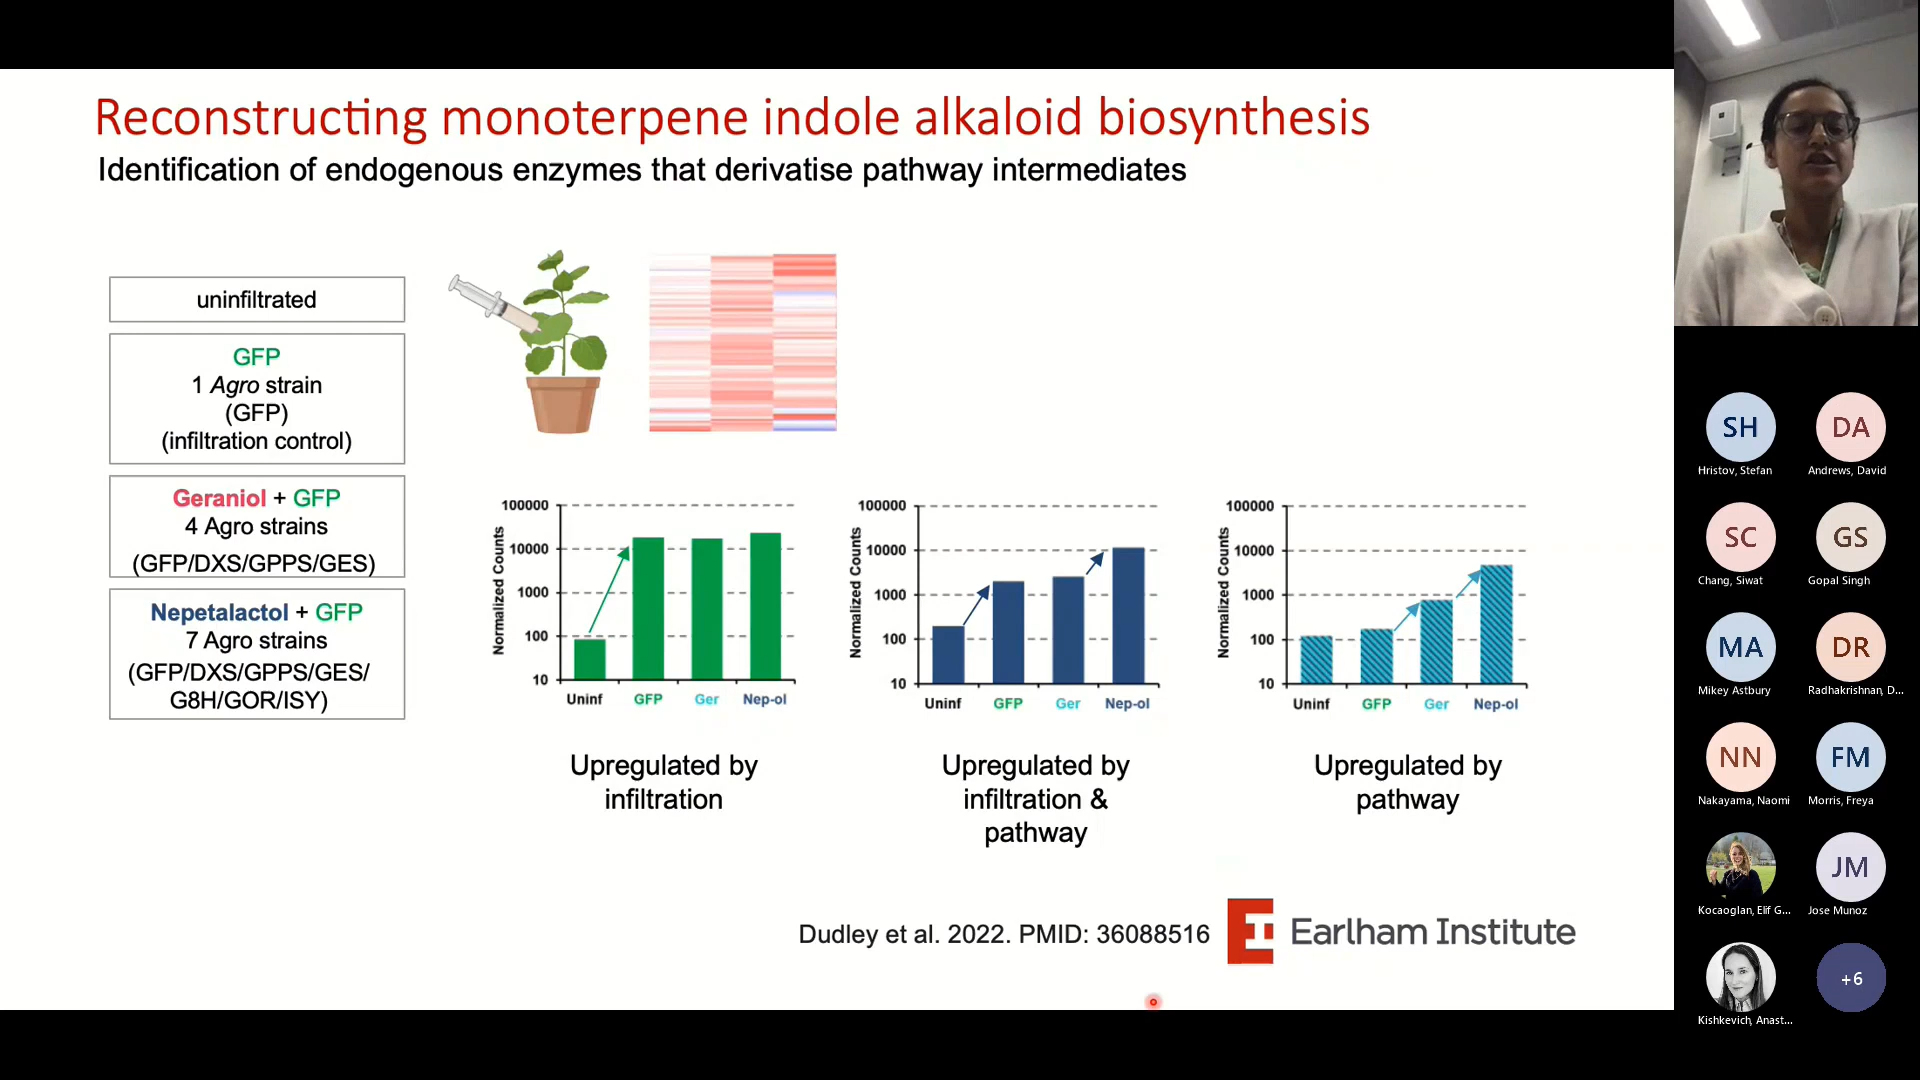 Reconstructing monoterpene indole alkaloid biosynthesis
Identification of endogenous enzymes that derivatise pathway intermediates
uninfiltrated
GFP
1 Agro strain
(GFP)
(infiltration control)
Geraniol + GFP
4 Agro strains
(GFP/DXS/GPPS/GES)
Nepetalactol + GFP
7 Agro strains
(GFP/DXS/GPPS/GES/
G8H/GOR/ISY)
Normalized Counts
100000
10000
1000
100
10
Uninf GFP Ger Nep-ol
Upregulated by
infiltration
Normalized Counts
100000
10000
1000
100
10
Uninf GFP Ger Nep-ol
Upregulated by
infiltration &
pathway
Normalized Counts
100000
10000
1000
100
10
Uninf GFP Ger Nep-ol
Upregulated by
pathway
Dudley et al. 2022. PMID: 36088516
EI Earlham Institute
SH
Hristov, Stefan
DA
Andrews, David
SC
Chang, Siwat
GS
Gopal Singh
MA
Mikey Astbury
DR
Radhakrishnan, D...
NN
Nakayama, Naomi
FM
Morris, Freya
Kocaoglan, Elif G...
JM
Jose Munoz
Kishkevich, Anast...
+6